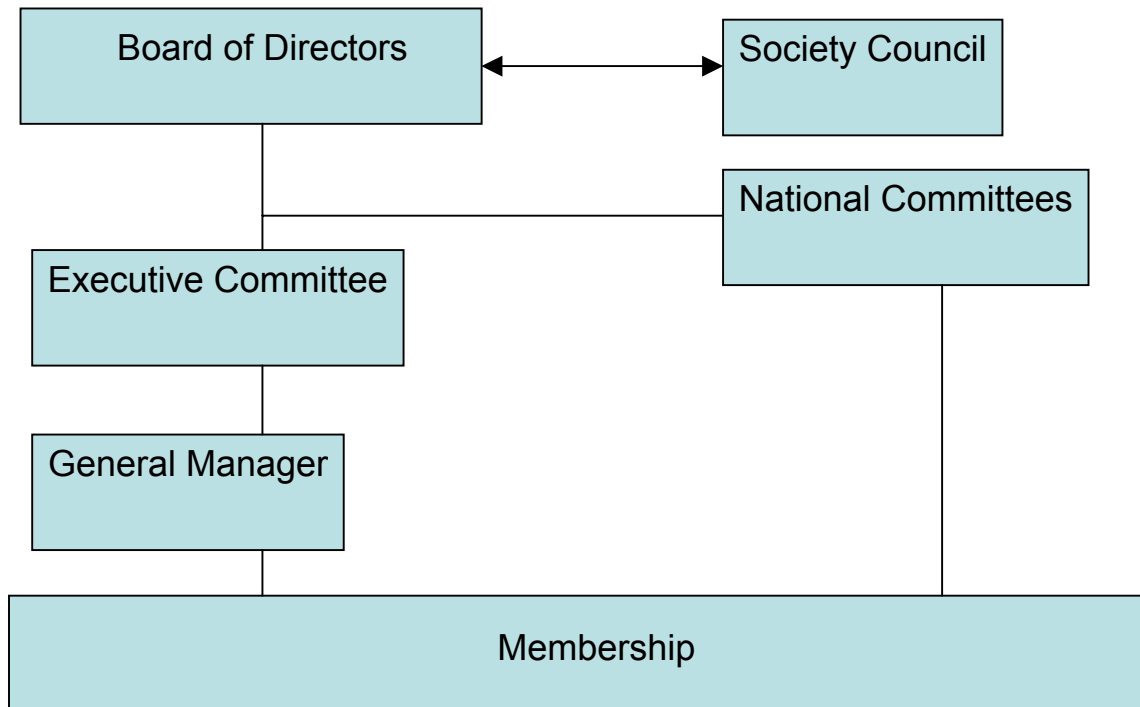 Board of Directors
Society Council
National Committees
Executive Committee
General Manager
Membership